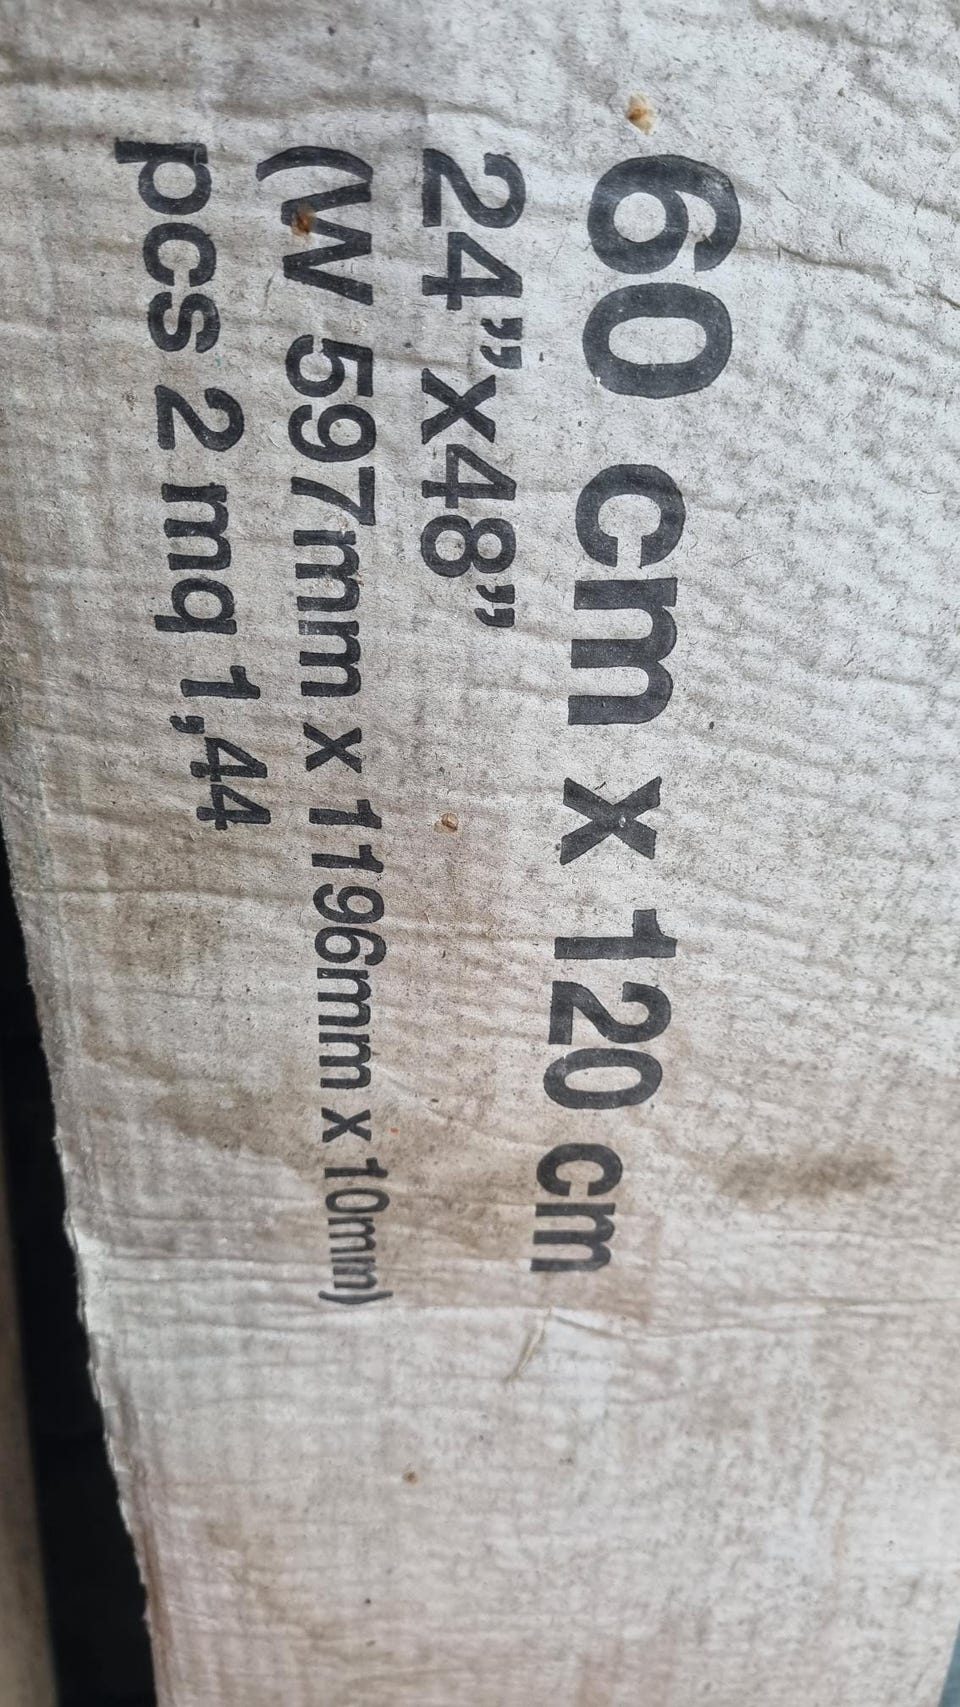 60 cm x 120 cm
24”x48”
(W 597mm x 1196mm x 10mm)
pcs 2 mq 1,44